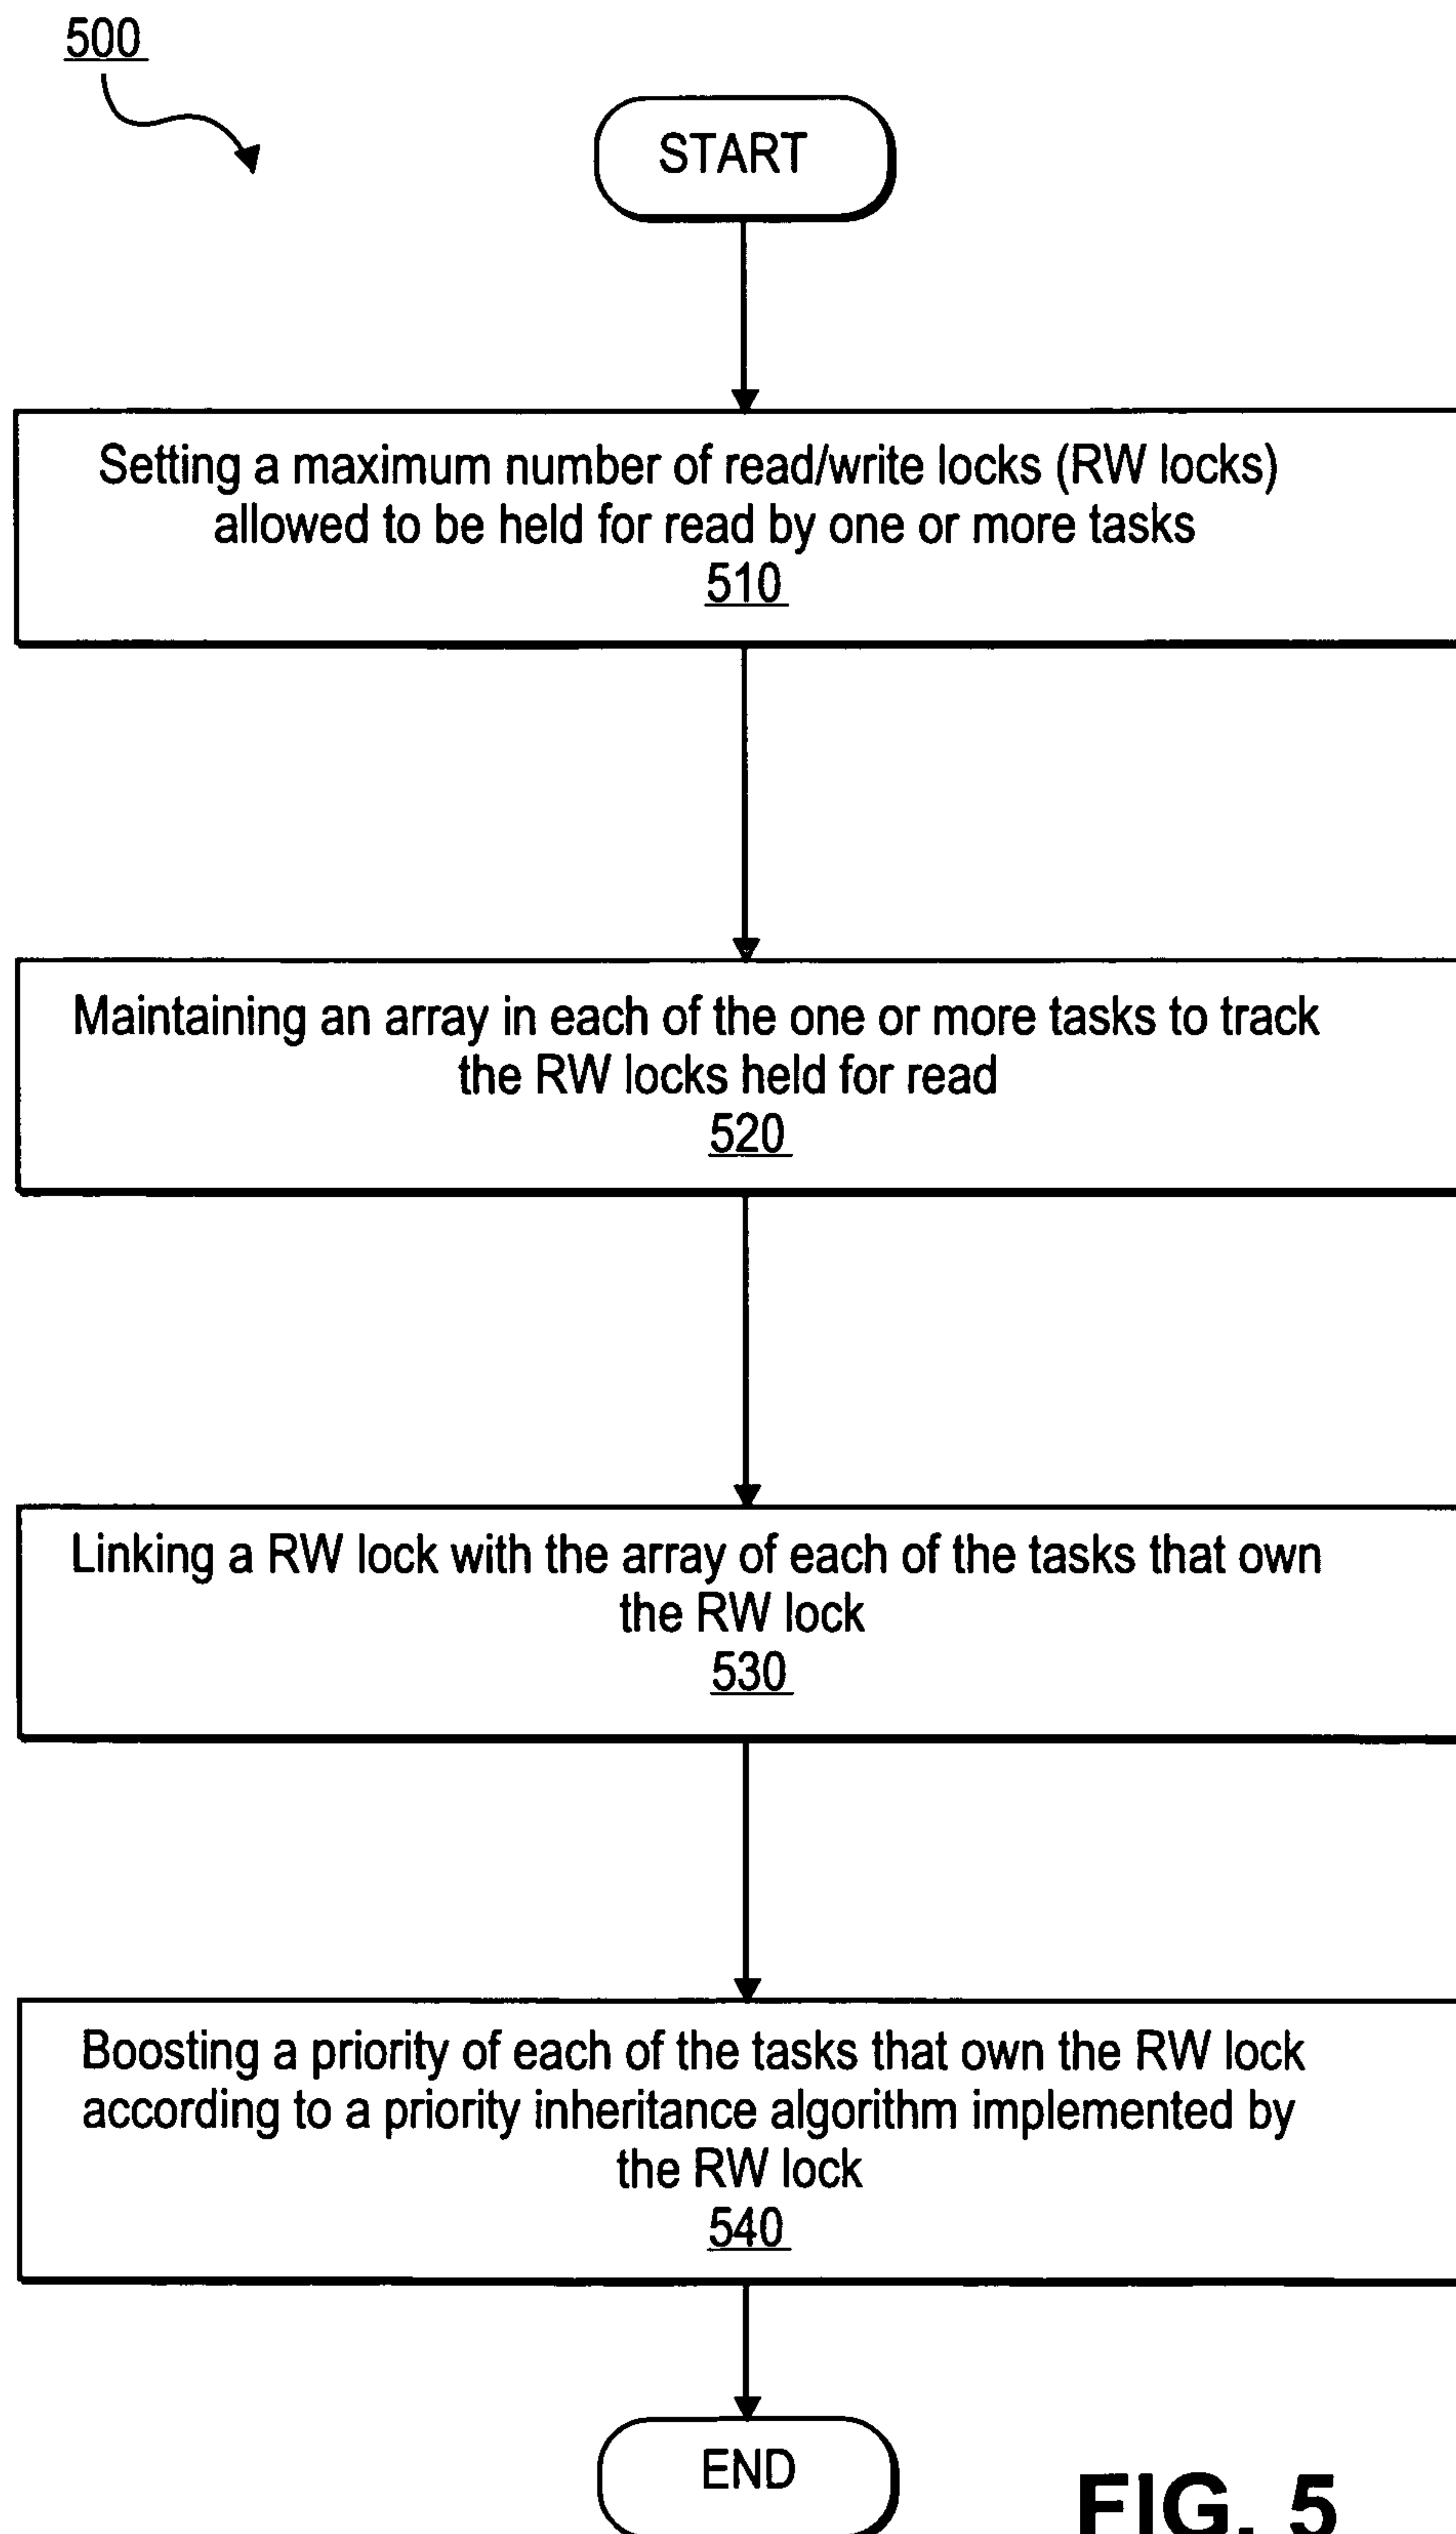 500
START
Setting a maximum number of read/write locks (RW locks)
allowed to be held for read by one or more tasks
510
Maintaining an array in each of the one or more tasks to track
the RW locks held for read
520
Linking a RW lock with the array of each of the tasks that own
the RW lock
530
Boosting a priority of each of the tasks that own the RW lock
according to a priority inheritance algorithm implemented by
the RW lock
540
END
FIG. 5